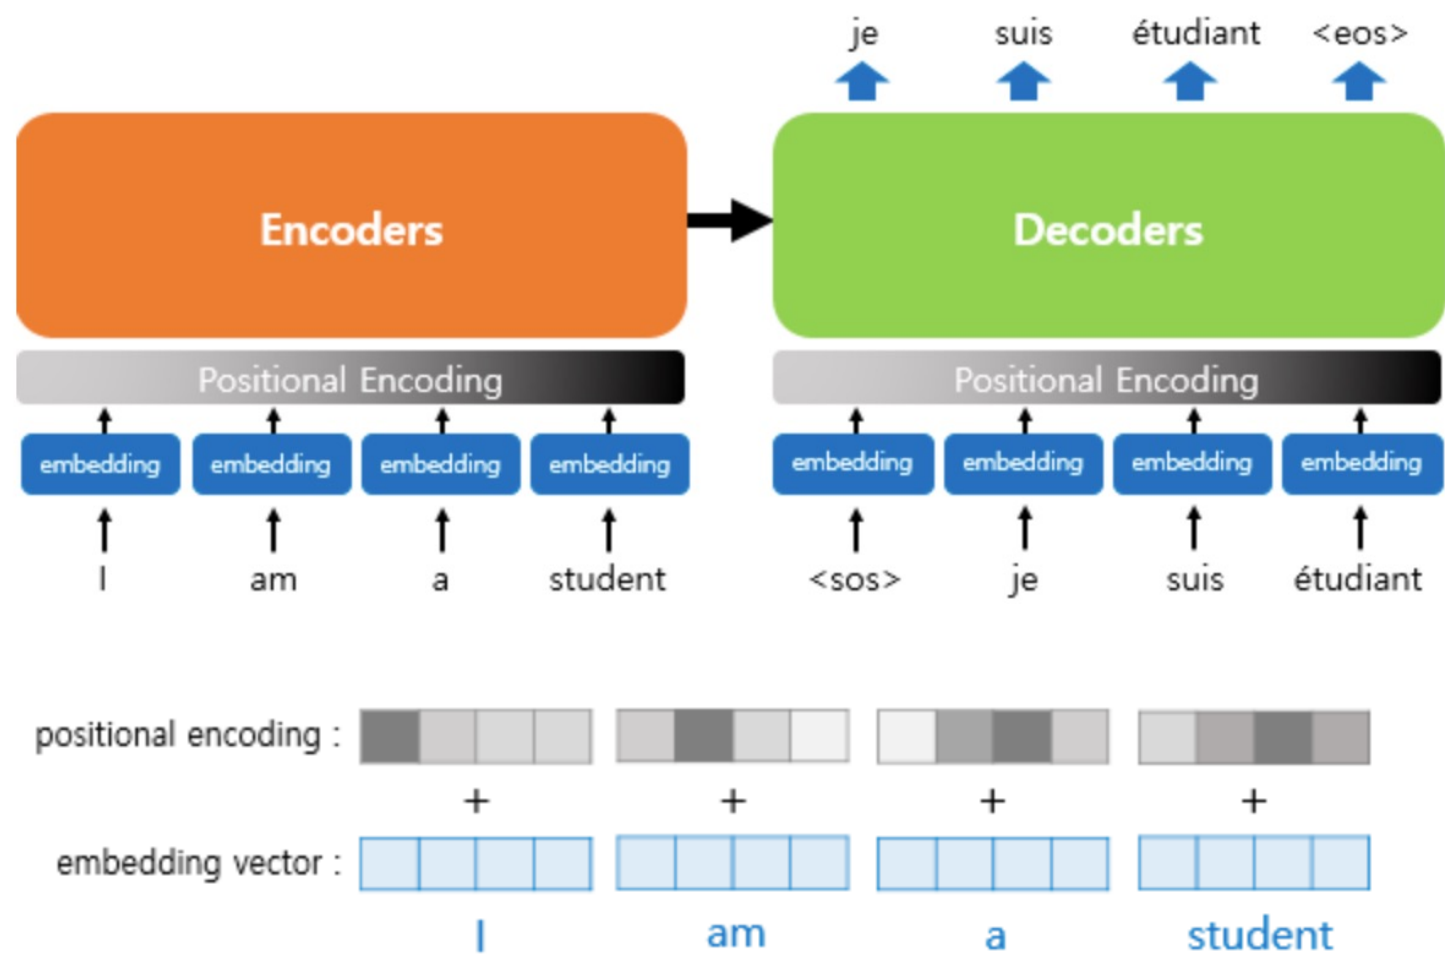 je suis étudiant <eos>
Encoders Decoders
Positional Encoding Positional Encoding
embedding embedding embedding embedding embedding embedding embedding embedding
I am a student <sos> je suis étudiant
positional encoding :
+ + + +
embedding vector :
I am a student